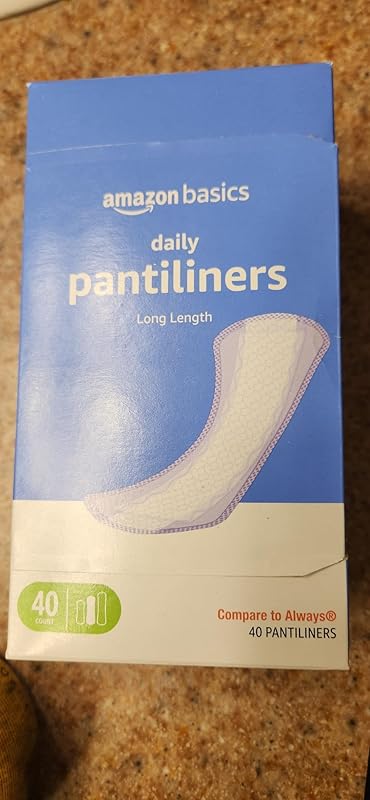 amazon basics
daily
pantiliners
Long Length
40
COUNT
Compare to Always®
40 PANTILINERS